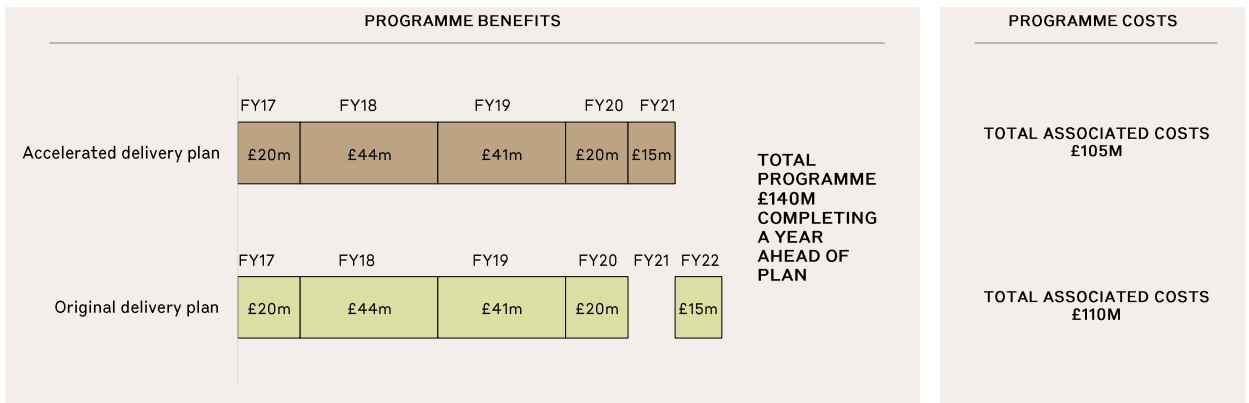 PROGRAMME BENEFITS
FY17 FY18 FY19 FY20 FY21
Accelerated delivery plan £20m £44m £41m £20m £15m
FY17 FY18 FY19 FY20 FY21 FY22
Original delivery plan £20m £44m £41m £20m £15m
TOTAL
PROGRAMME
£140M
COMPLETING
A YEAR
AHEAD OF
PLAN
PROGRAMME COSTS
TOTAL ASSOCIATED COSTS
£105M
TOTAL ASSOCIATED COSTS
£110M